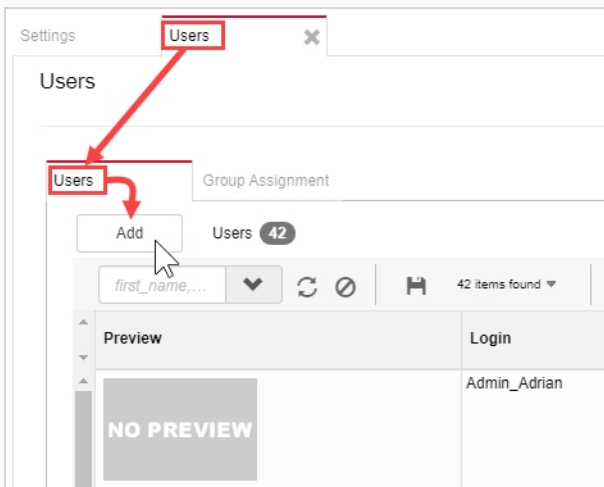 Settings
Users
Users
Users
Group Assignment
Add
Users 42
first_name,...
42 items found
Preview
Login
Admin_Adrian
NO PREVIEW